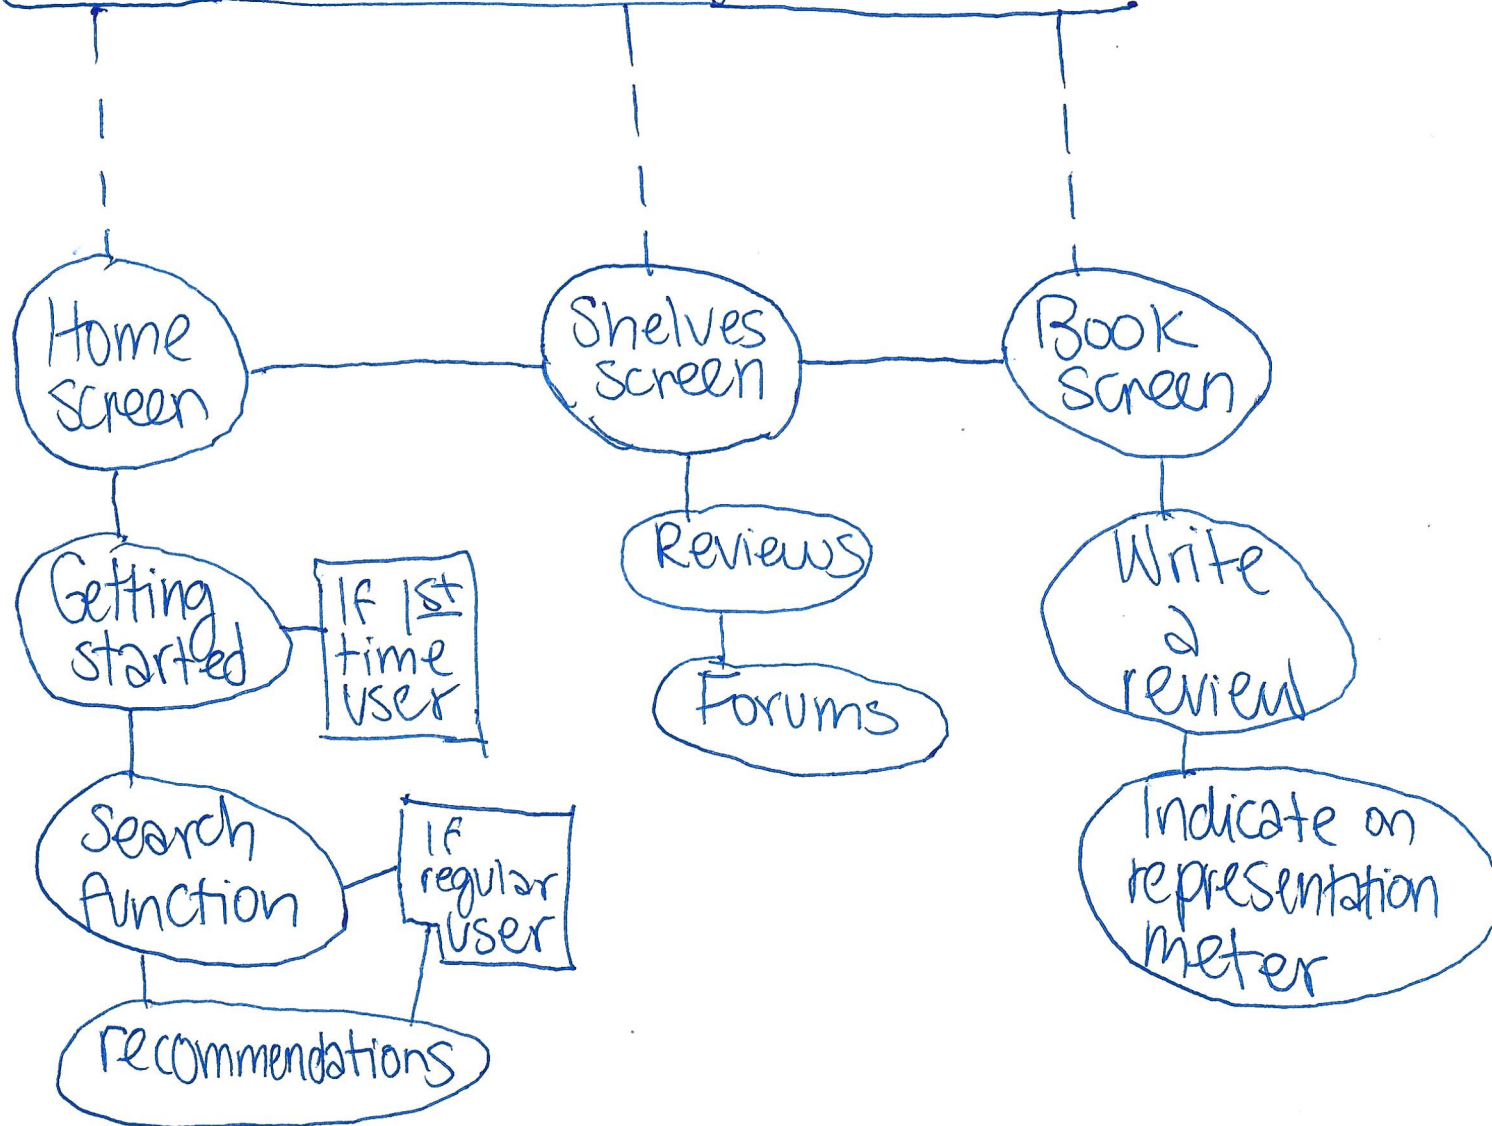 Home
screen
Shelves
screen
Book
screen
Getting
started
If 1st
time
user
Search
function
If
regular
user
recommendations
Reviews
Forums
Write
a
review
Indicate on
representation
meter